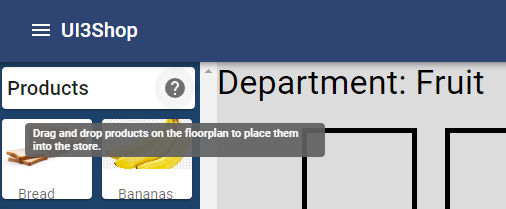 UI3Shop
Products
?
Department: Fruit
Drag and drop products on the floorplan to place them
into the store.
Bread
Bananas